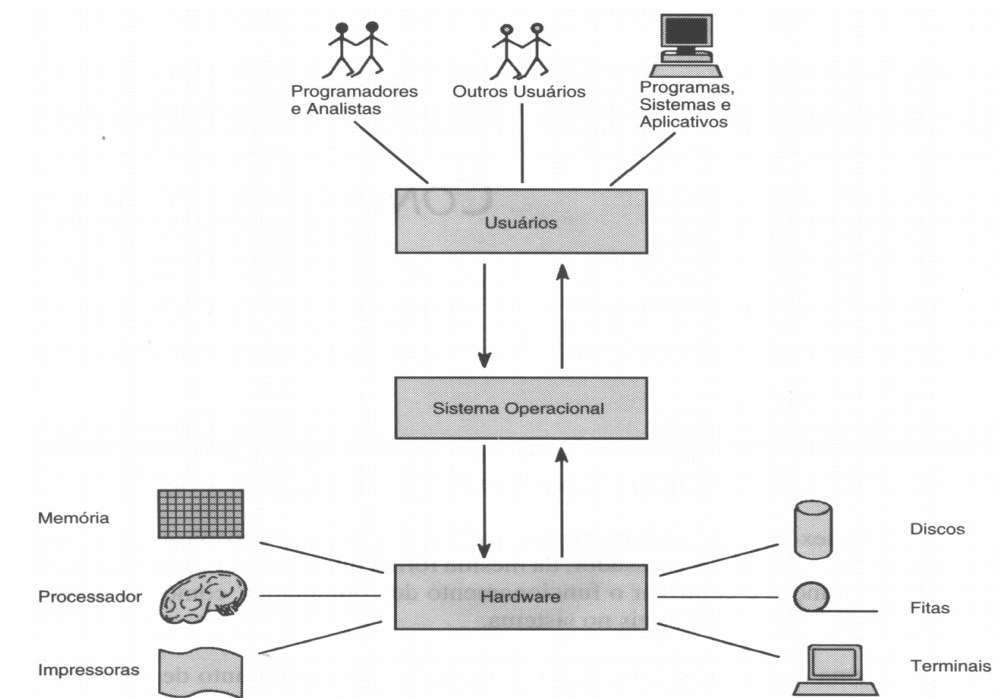 Programadores
e Analistas
Outros Usuários
Programas,
Sistemas e
Aplicativos
Usuários
Sistema Operacional
Memória
Processador
Impressoras
Hardware
Discos
Fitas
Terminais